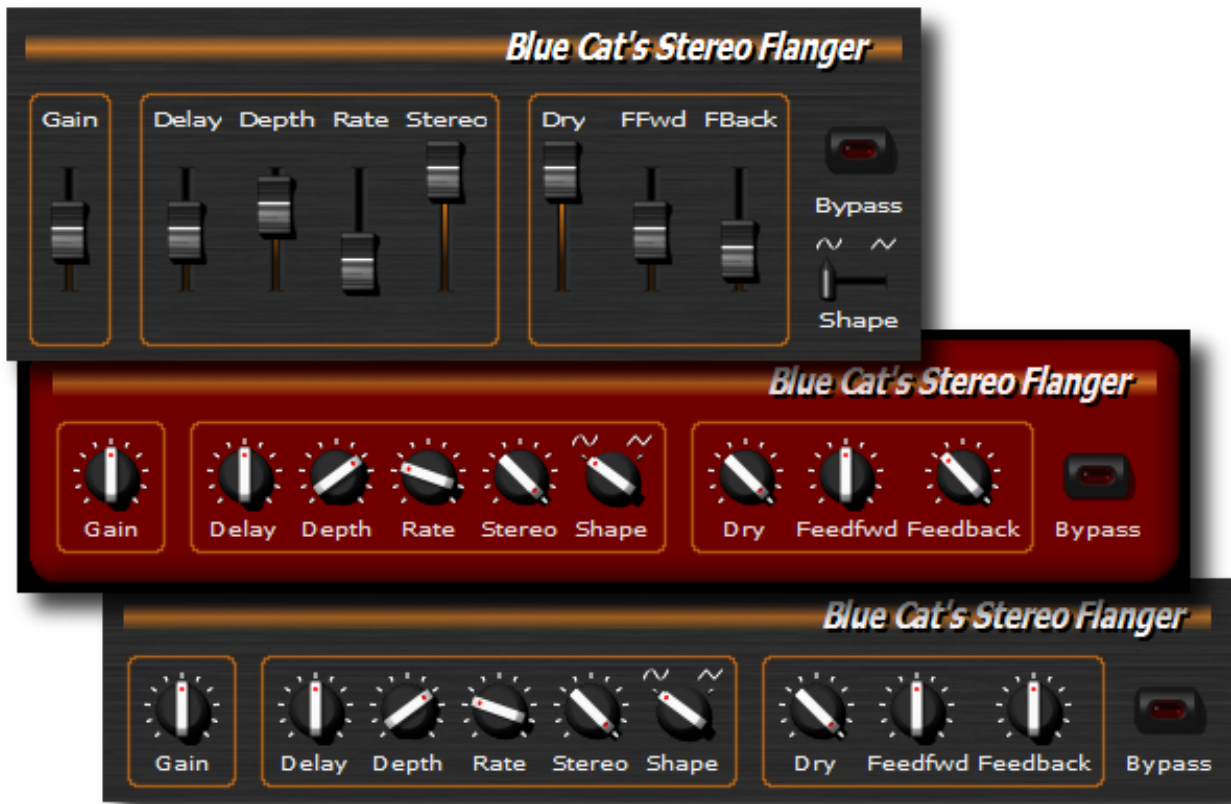 Blue Cat's Stereo Flanger
Gain Delay Depth Rate Stereo Dry FFwd FBack
Bypass
Shape
Blue Cat's Stereo Flanger
Gain Delay Depth Rate Stereo Shape Dry Feedfwd Feedback Bypass
Blue Cat's Stereo Flanger
Gain Delay Depth Rate Stereo Shape Dry Feedfwd Feedback Bypass